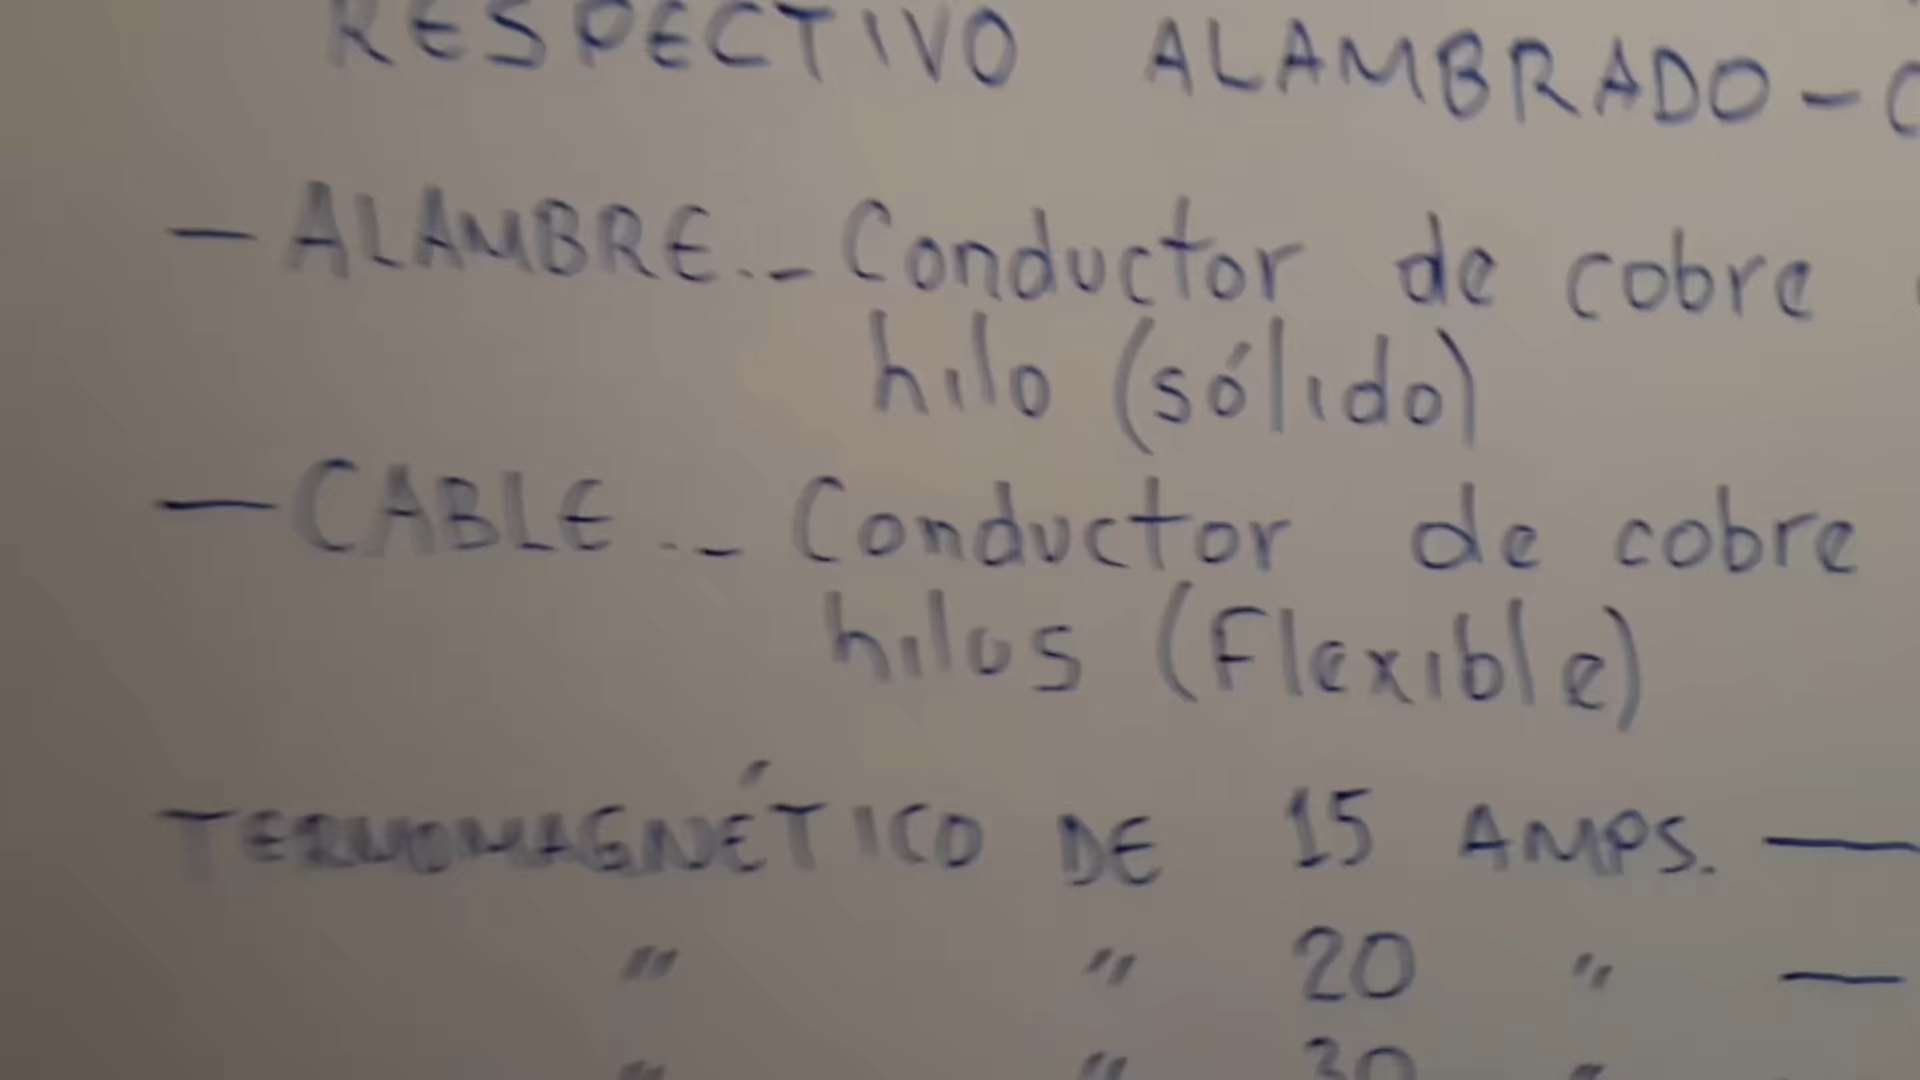 RESPECTIVO ALAMBRADO - C
- ALAMBRE.- Conductor de cobre
hilo (sólido)
- CABLE.- Conductor de cobre
hilos (Flexible)
TERMOMAGNÉTICO DE 15 AMPS. —
" " 20 " —
" " 30 "